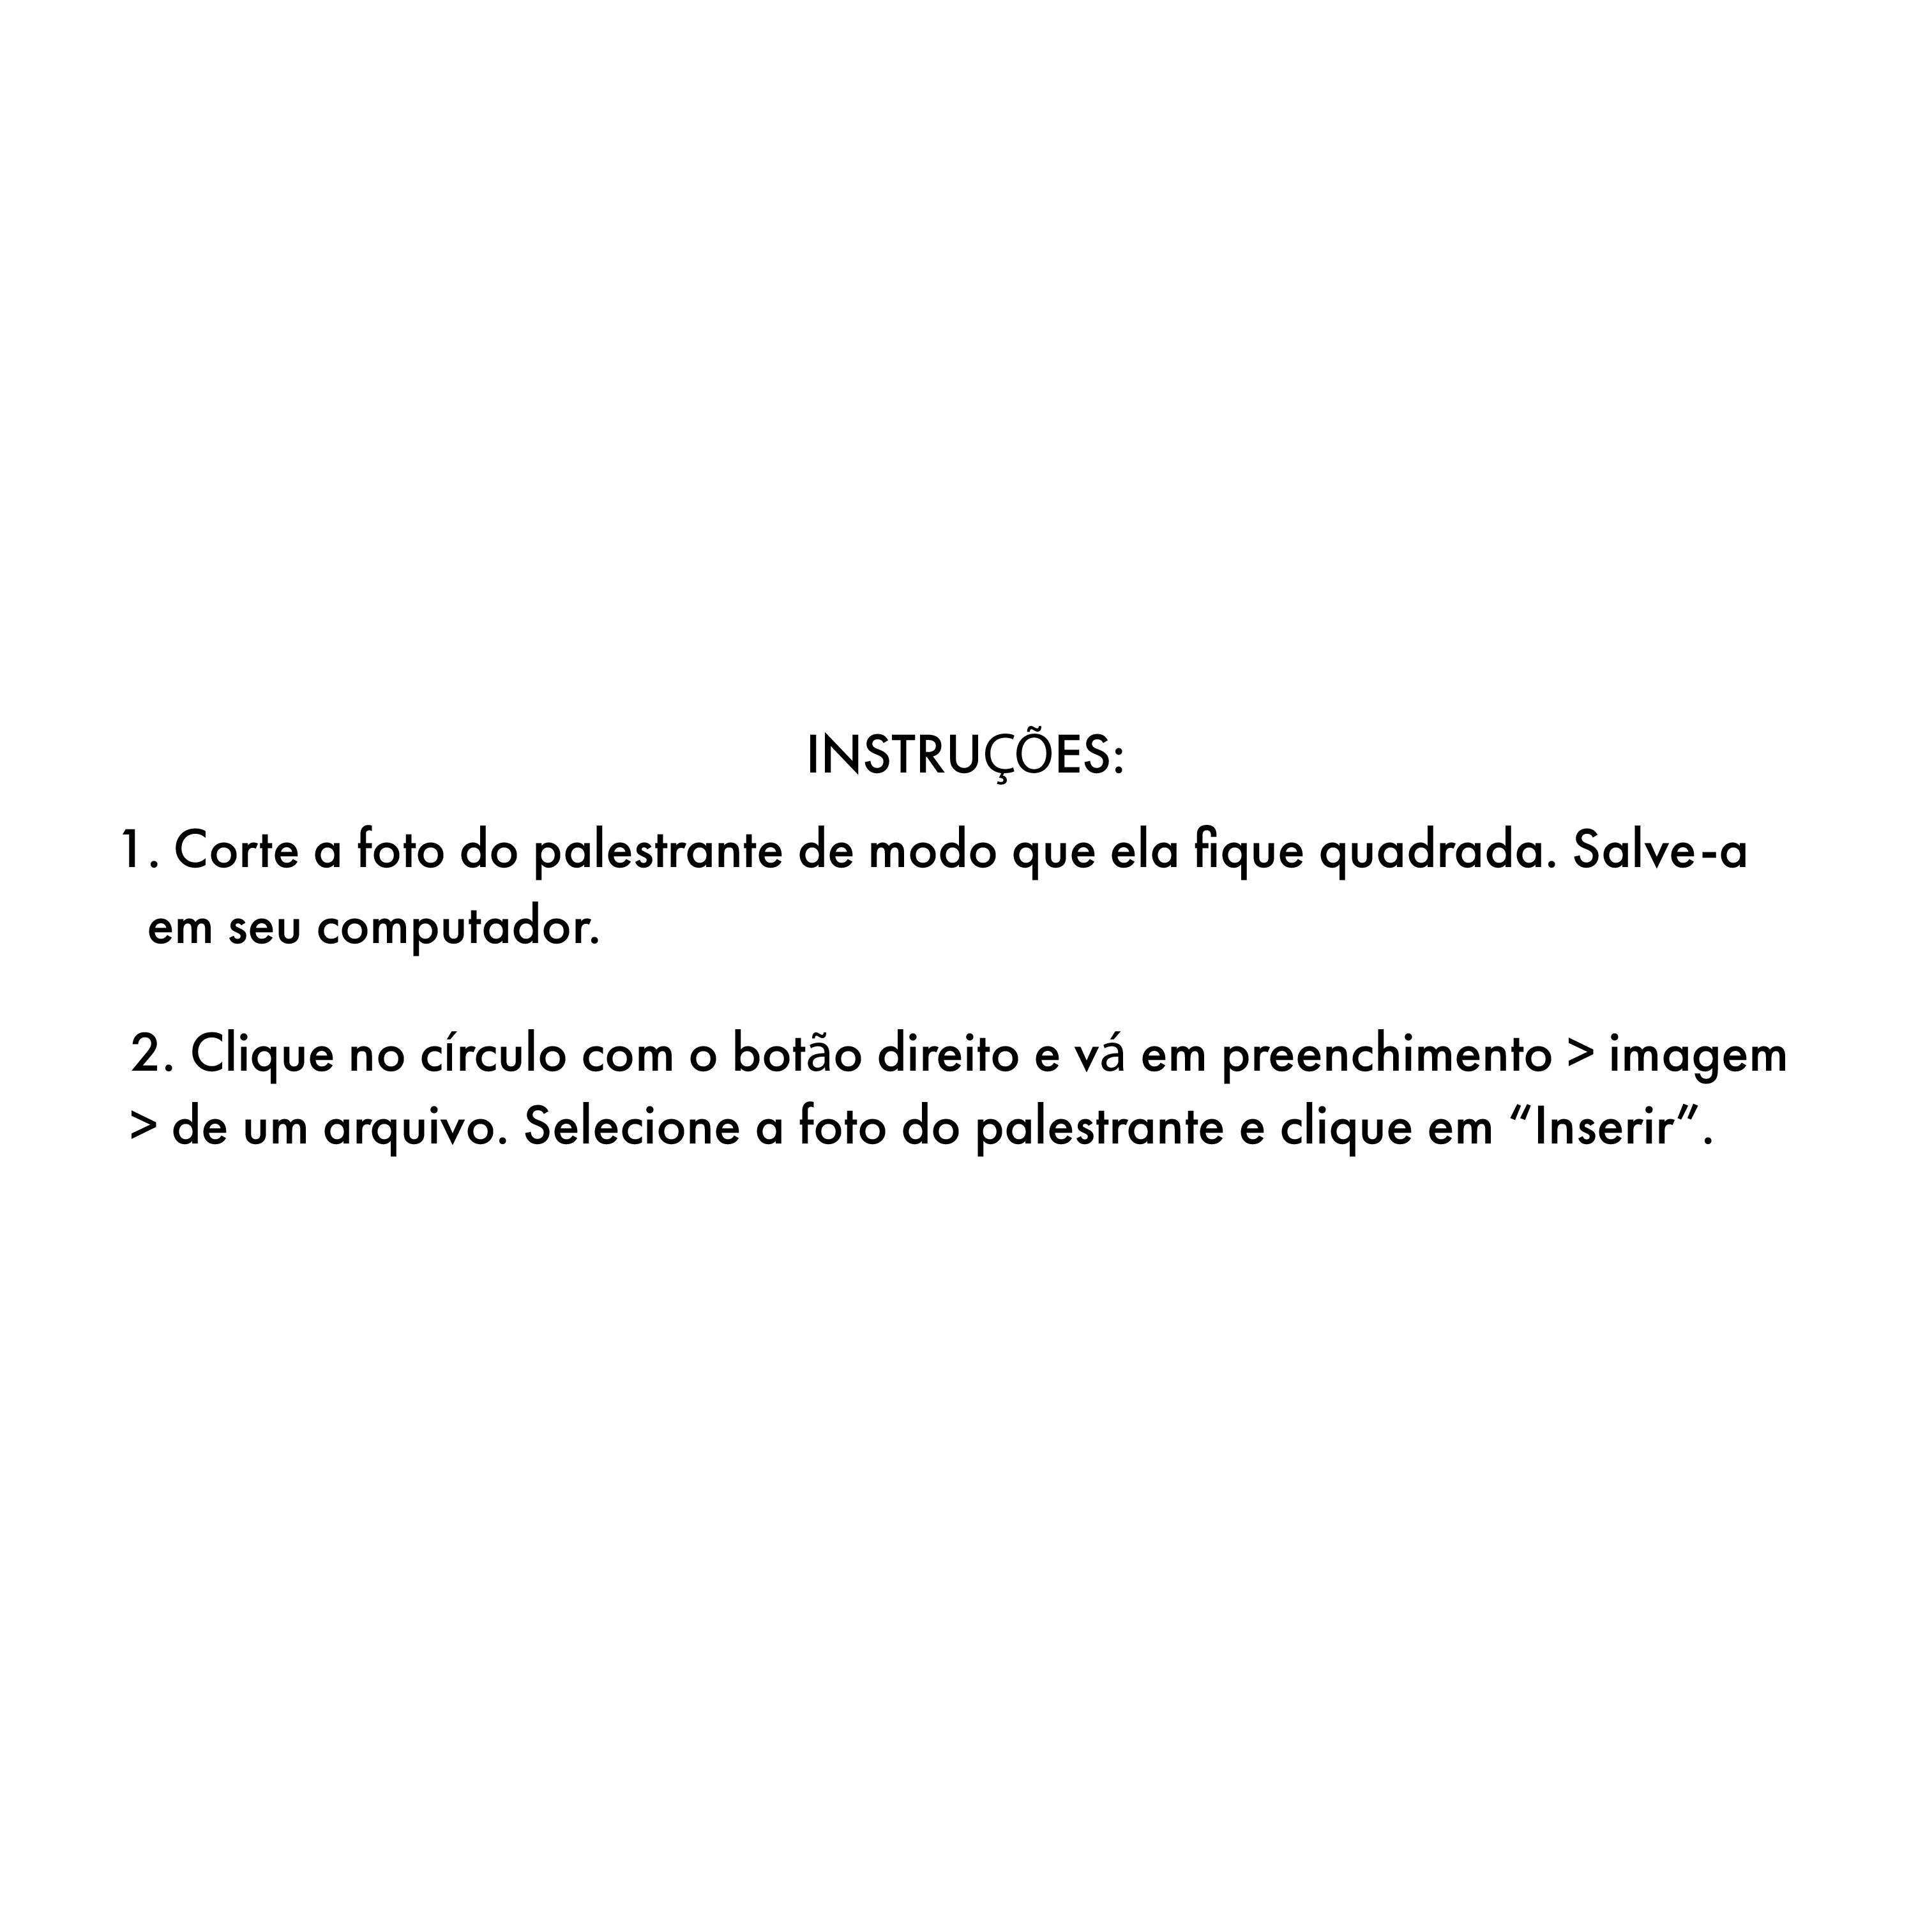 INSTRUÇÕES:
1. Corte a foto do palestrante de modo que ela fique quadrada. Salve-a
em seu computador.
2. Clique no círculo com o botão direito e vá em preenchimento > imagem
> de um arquivo. Selecione a foto do palestrante e clique em “Inserir”.